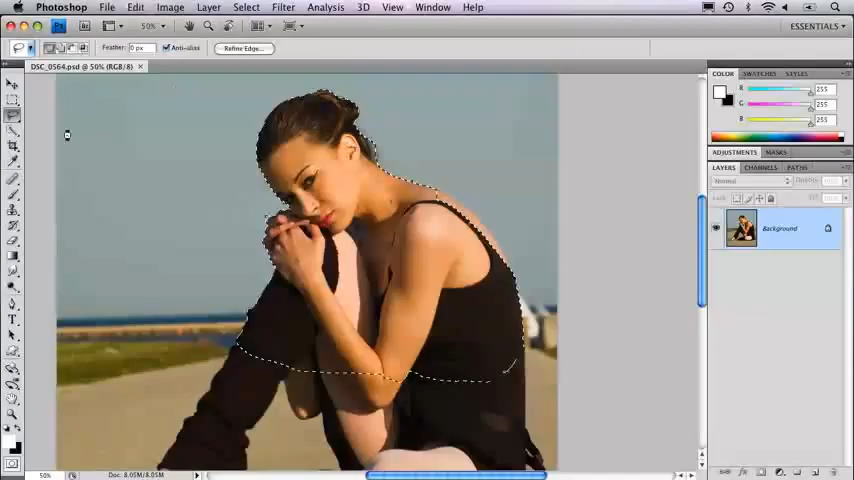 Photoshop File Edit Image Layer Select Filter Analysis 3D View Window Help
Ps Br 50% ESSENTIALS
Feather: 0 px Anti-alias Refine Edge...
DSC_0564.psd @ 50% (RGB/8)
COLOR SWATCHES STYLES
R 255
G 255
B 255
ADJUSTMENTS MASKS
LAYERS CHANNELS PATHS
Normal Opacity:
Lock: Fill:
Background
T
50% Doc: 8.05M/8.05M